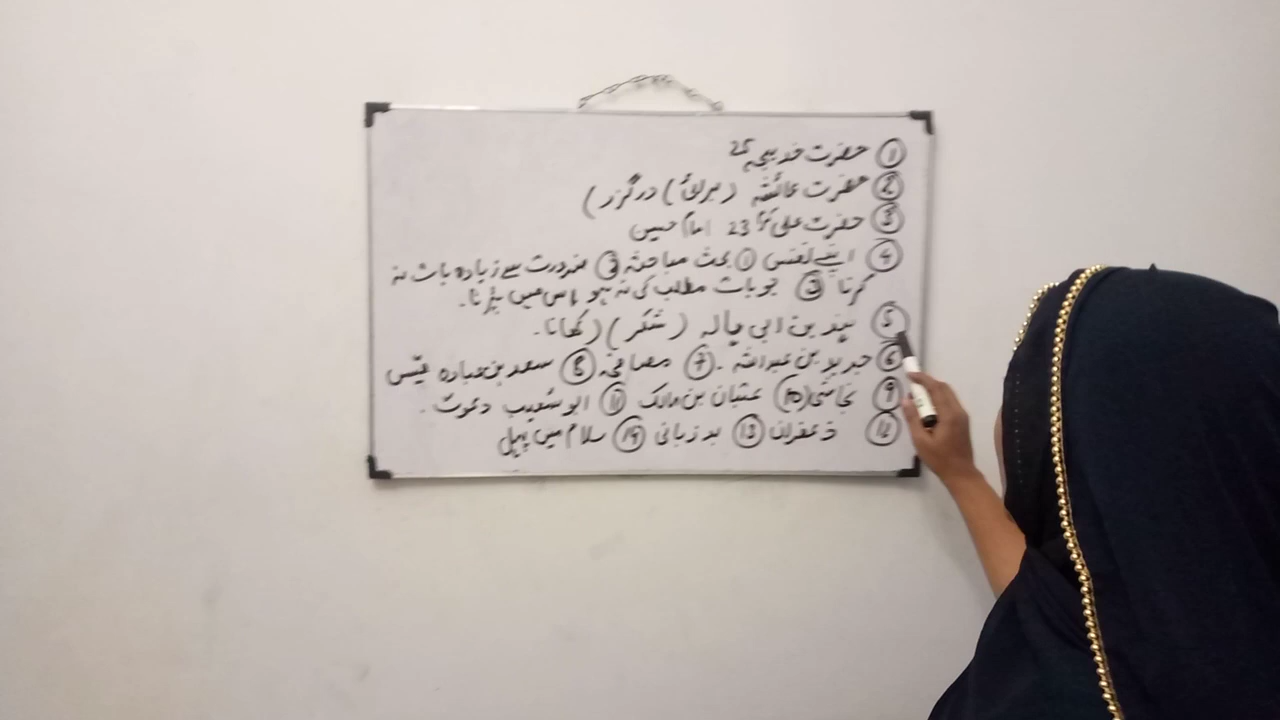 ① حضرت خدیجہ 25
② حضرت عائشہ (برائی) درگزر)
③ حضرت علی 23 امام حسین
④ اپنے نفس ① بحث مباحثہ ② ضرورت سے زیادہ بات نہ
کرنا ③ جو بات مطلب کی نہ ہو اس میں پڑنا۔
⑤ ہند بن ابی ہالہ (شکر) (کھانا۔
⑥ جریر بن عبداللہ۔ ⑦ مصافحہ ⑧ سعد بن عبادہ قیس
⑨ نجاشی (10) عتبان بن مالک ⑪ ابو شعیب دعوت۔
⑫ زعفران ⑬ بد زبانی ⑭ سلام میں پہل